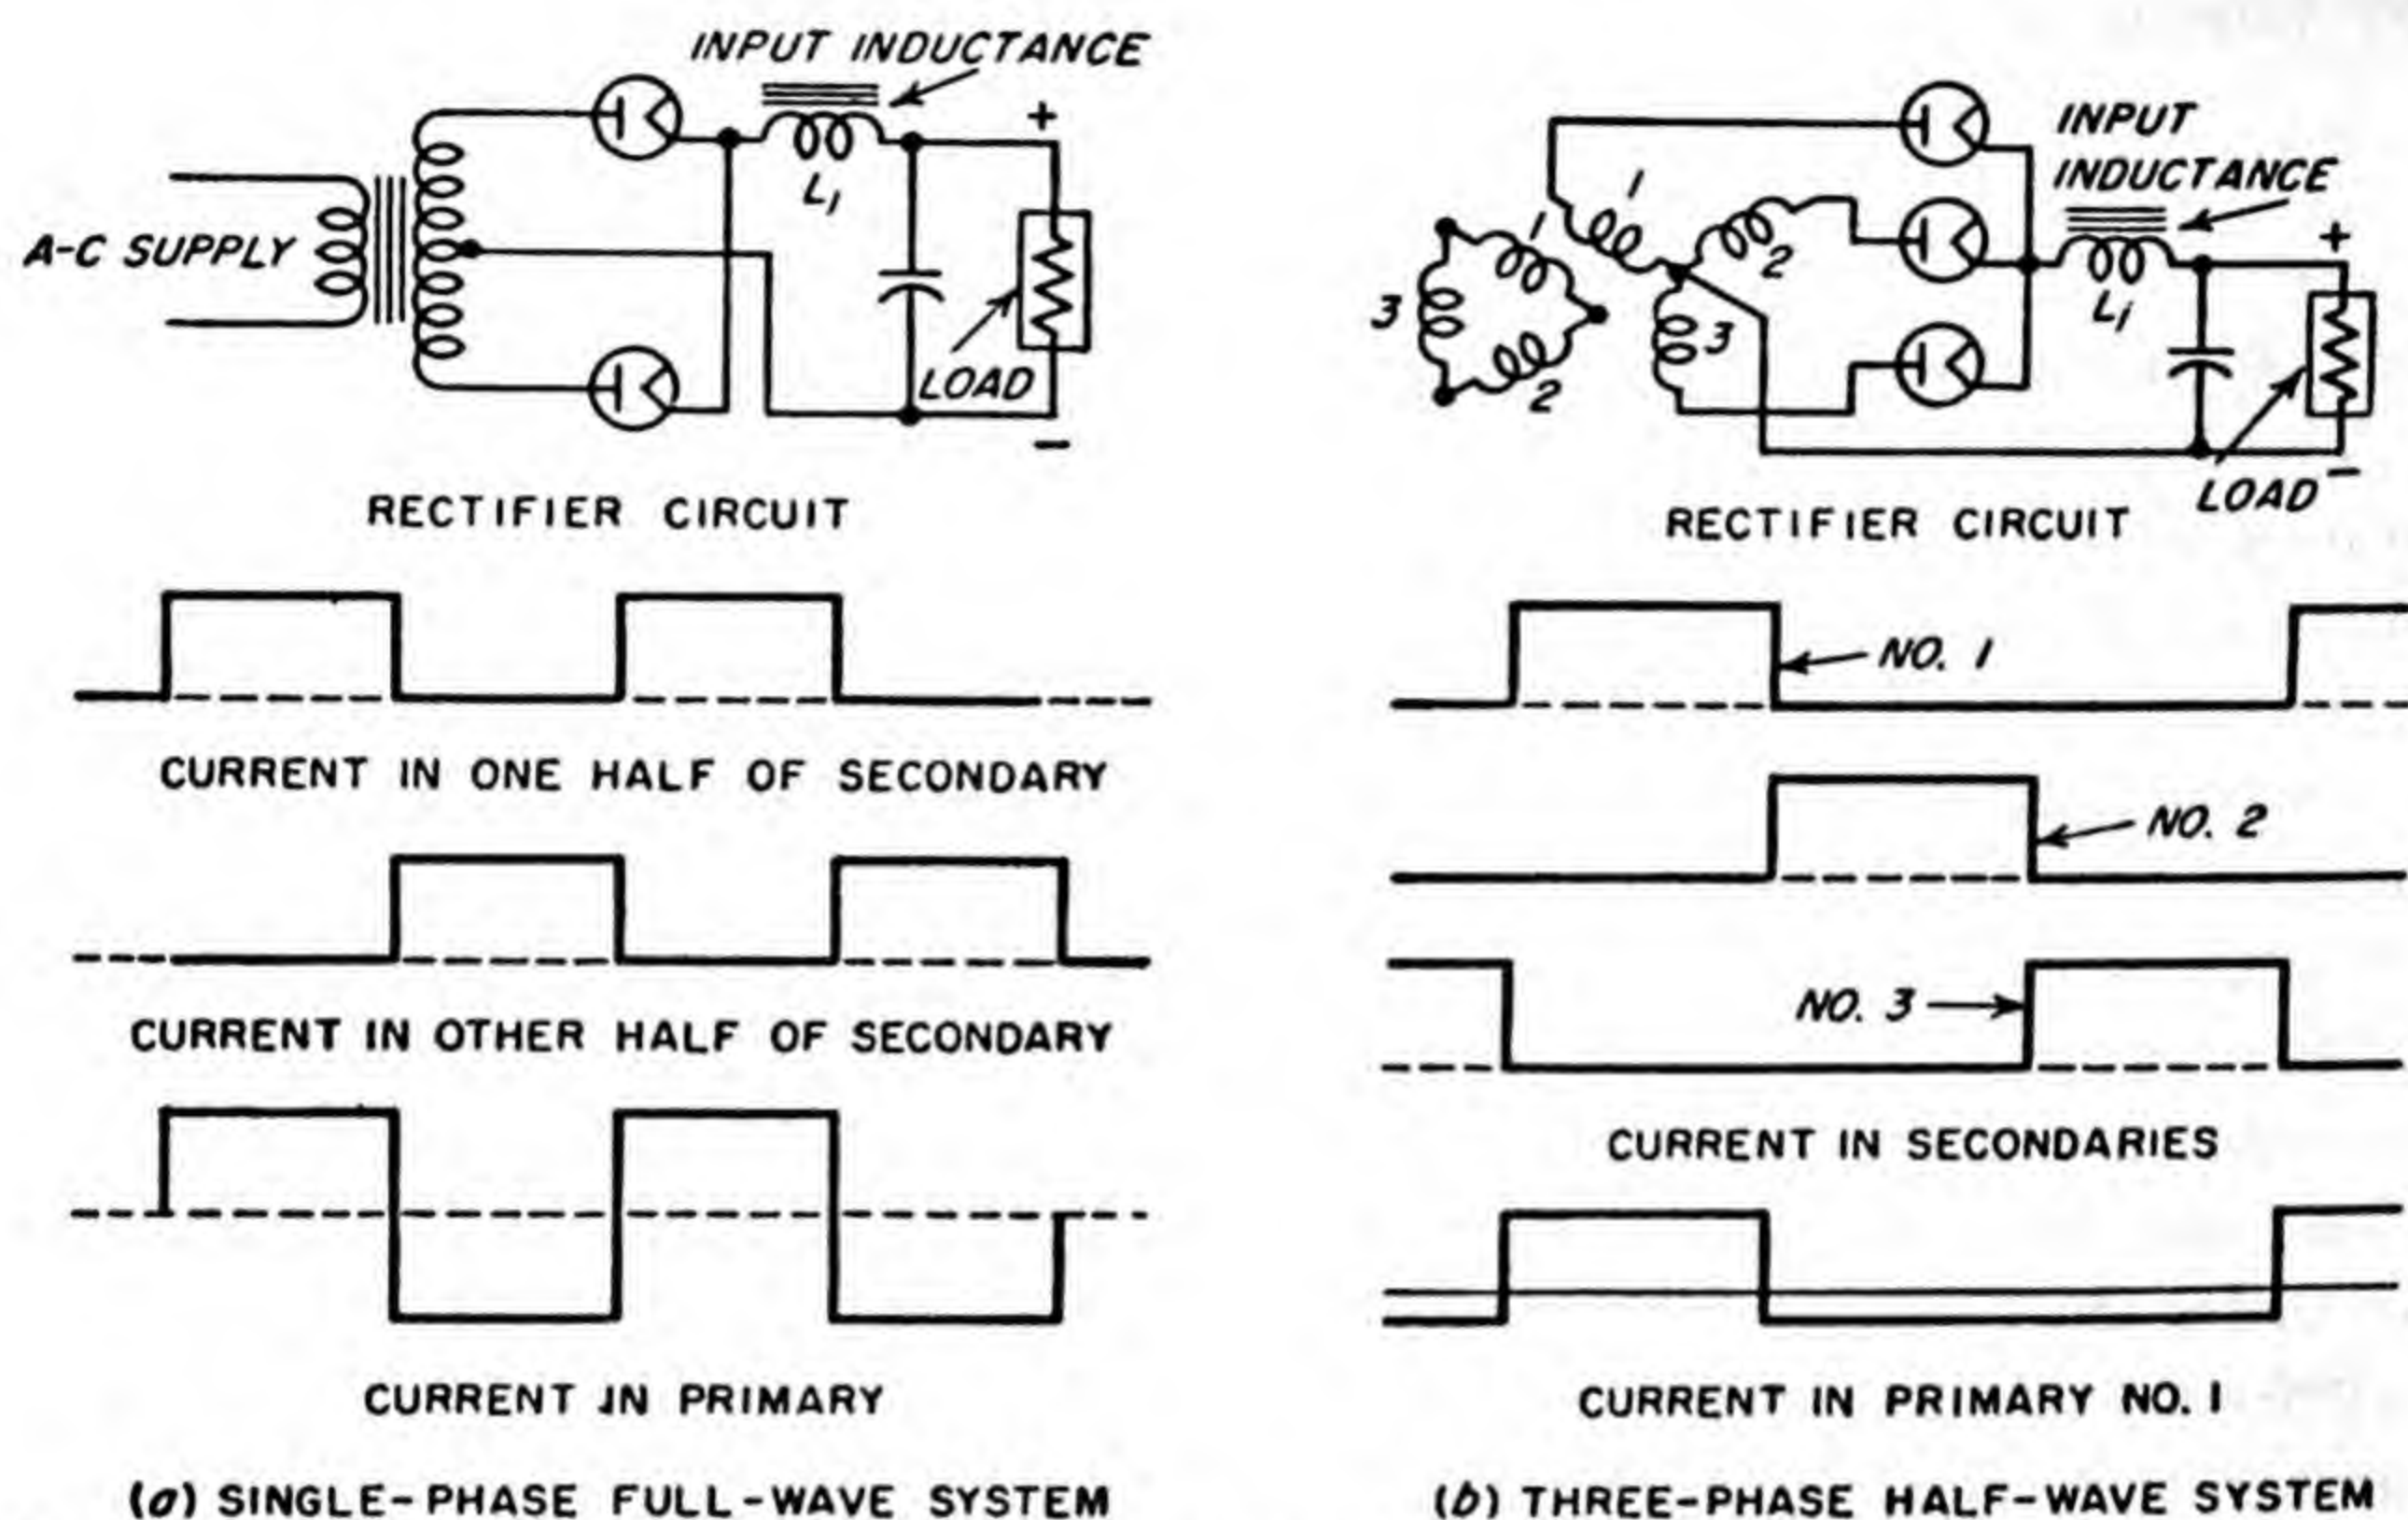 INPUT INDUCTANCE
+
L1
A-C SUPPLY
LOAD
−
RECTIFIER CIRCUIT
CURRENT IN ONE HALF OF SECONDARY
CURRENT IN OTHER HALF OF SECONDARY
CURRENT IN PRIMARY
(a) SINGLE-PHASE FULL-WAVE SYSTEM
INPUT
INDUCTANCE
1
1
2
+
3
3
Li
2
LOAD
−
RECTIFIER CIRCUIT
NO. 1
NO. 2
NO. 3
CURRENT IN SECONDARIES
CURRENT IN PRIMARY NO. 1
(b) THREE-PHASE HALF-WAVE SYSTEM